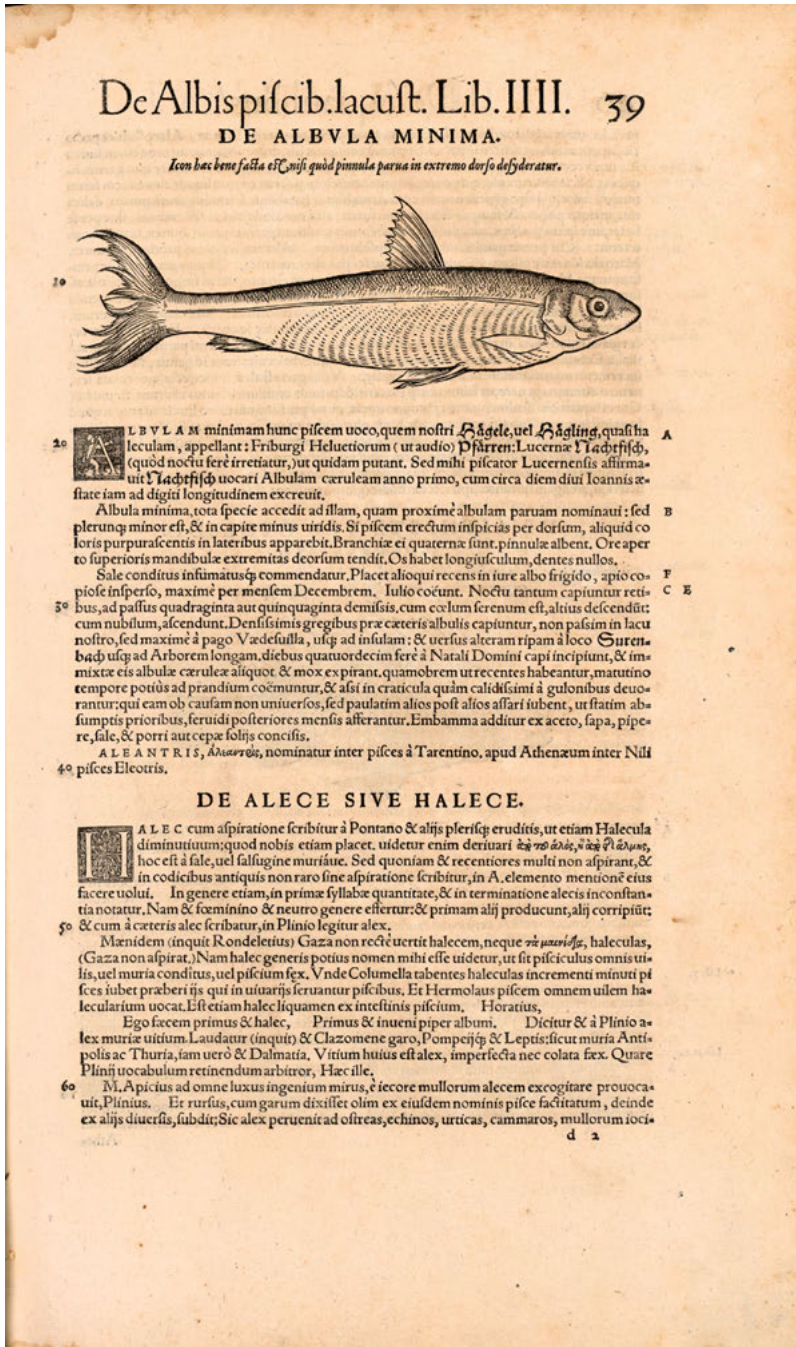 De Albis piſcib. lacuſt. Lib. IIII. 39
DE ALBVLA MINIMA.
Icon hæc bene facta eſt, niſi quòd pinnula parua in extremo dorſo deſyderatur.
10
20 ALBVLAM minimam hunc piſcem uoco, quem noſtri Hägele, uel Hägling, quaſi ha A
leculam, appellant: Friburgi Heluetiorum (ut audio) Pfärren: Lucernæ Nachtfiſch,
(quòd noctu ferè irretiatur,) ut quidam putant. Sed mihi piſcator Lucernenſis affirma-
uit Nachtfiſch uocari Albulam cæruleam anno primo, cum circa diem diui Ioannis æ-
ſtate iam ad digiti longitudinem excreuit.
Albula minima, tota ſpecie accedit ad illam, quam proximè albulam paruam nominaui: ſed B
plerunq; minor eſt, & in capite minus uiridis. Si piſcem erectum inſpicias per dorſum, aliquid co
loris purpuraſcentis in lateribus apparebit. Branchiæ ei quaternæ ſunt. pinnulæ albent. Ore aper
to ſuperioris mandibulæ extremitas deorſum tendit. Os habet longiuſculum, dentes nullos.
Sale conditus infumatusq́; commendatur. Placet alioqui recens in iure albo frigido, apio co- F
pioſe inſperſo, maximè per menſem Decembrem. Iulio coëunt. Noctu tantum capiuntur reti- C E
30 bus, ad paſſus quadraginta aut quinquaginta demiſsis. cum cœlum ſerenum eſt, altius deſcendūt:
cum nubilum, aſcendunt. Denſiſsimis gregibus præ cæteris albulis capiuntur, non paſsim in lacu
noſtro, ſed maximè à pago Vædeſuilla, uſq; ad inſulam: & uerſus alteram ripam à loco Suren-
bach uſq; ad Arborem longam. diebus quatuordecim ferè à Natali Domini capi incipiunt, & im-
mixtæ eis albulæ cæruleæ aliquot & mox expirant. quamobrem ut recentes habeantur, matutino
tempore potiùs ad prandium coëmuntur, & aſsi in craticula quàm calidiſsimi à gulonibus deuo-
rantur: qui eam ob cauſam non uniuerſos, ſed paulatim alios poſt alios aſſari iubent, ut ſtatim ab-
ſumptis prioribus, feruidi poſteriores menſis afferantur. Embamma additur ex aceto, ſapa, pipe-
re, ſale, & porri aut cepæ folijs conciſis.
ALEANTRIS, nominatur inter piſces à Tarentino. apud Athenæum inter Nili
40 piſces Eleotris.
DE ALECE SIVE HALECE.
HALEC cum aſpiratione ſcribitur à Pontano & alijs pleriſq; eruditis, ut etiam Halecula
diminutiuum: quod nobis etiam placet. uidetur enim deriuari
hoc eſt à ſale, uel ſalſugine muriáue. Sed quoniam & recentiores multi non aſpirant, &
in codicibus antiquis non raro ſine aſpiratione ſcribitur, in A. elemento mentionē eius
facere uolui. In genere etiam, in primæ ſyllabæ quantitate, & in terminatione alecis inconſtan-
tia notatur. Nam & fœminino & neutro genere effertur: & primam alij producunt, alij corripiūt:
50 & cum à cæteris alec ſcribatur, in Plinio legitur alex.
Mænidem (inquit Rondeletius) Gaza non rectè uertit halecem, neque haleculas,
(Gaza non aſpirat.) Nam halec generis potius nomen mihi eſſe uidetur, ut ſit piſciculus omnis ui-
lis, uel muria conditus, uel piſcium fęx. Vnde Columella tabentes haleculas incrementi minuti pi
ſces iubet præberi ijs qui in uiuarijs ſeruantur piſcibus. Et Hermolaus piſcem omnem uilem ha-
lecularium uocat. Eſt etiam halec liquamen ex inteſtinis piſcium. Horatius,
Ego fæcem primus & halec, Primus & inueni piper album. Dicitur & à Plinio a-
lex muriæ uitium. Laudatur (inquit) & Clazomene garo, Pompeijq́; & Leptis: ſicut muria Anti-
polis ac Thuria, iam uerò & Dalmatia. Vitium huius eſt alex, imperfecta nec colata fæx. Quare
Plinij uocabulum retinendum arbitror, Hæc ille.
60 M. Apicius ad omne luxus ingenium mirus, è iecore mullorum alecem excogitare prouoca-
uit, Plinius. Et rurſus, cum garum dixiſſet olim ex eiuſdem nominis piſce factitatum, deinde
ex alijs diuerſis, ſubdit; Sic alex peruenit ad oſtreas, echinos, urticas, cammaros, mullorum ioci-
d 2